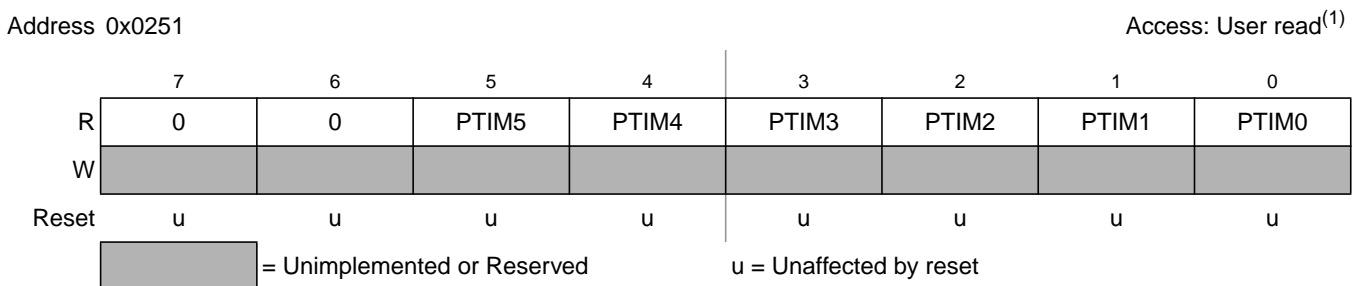 Address 0x0251 Access: User read(1)
7 6 5 4 3 2 1 0
R 0 0 PTIM5 PTIM4 PTIM3 PTIM2 PTIM1 PTIM0
W
Reset u u u u u u u u
= Unimplemented or Reserved u = Unaffected by reset